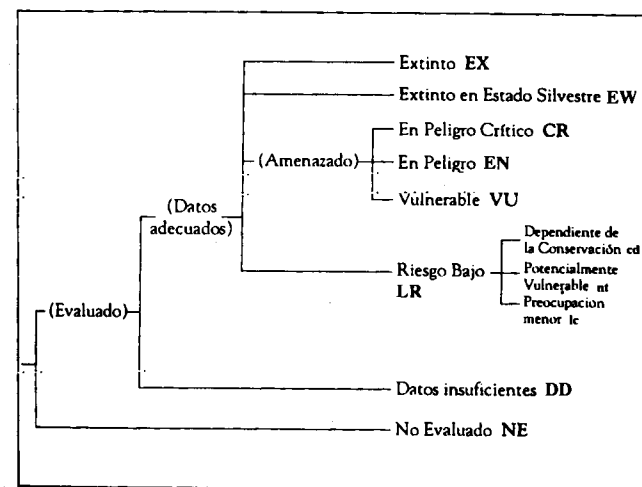 Extinto EX
Extinto en Estado Silvestre EW
En Peligro Crítico CR
(Amenazado)
En Peligro EN
Vulnerable VU
(Datos
adecuados)
Dependiente de
la Conservación cd
Riesgo Bajo
LR
Potencialmente
Vulnerable nt
Preocupacion
menor lc
(Evaluado)
Datos insuficientes DD
No Evaluado NE